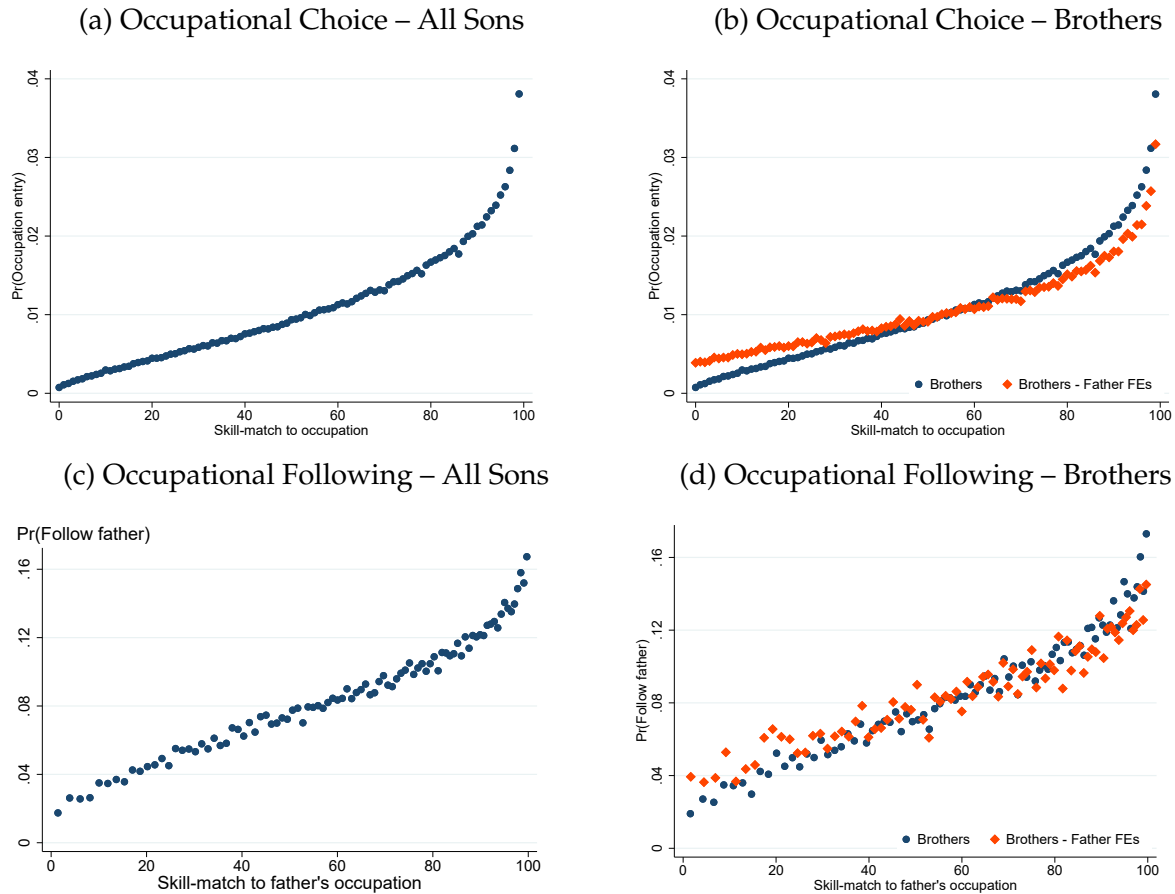 (a) Occupational Choice – All Sons
Pr(Occupation entry)
.04
.03
.02
.01
0
0 20 40 60 80 100
Skill-match to occupation
(b) Occupational Choice – Brothers
Pr(Occupation entry)
.04
.03
.02
.01
0
Brothers Brothers - Father FEs
0 20 40 60 80 100
Skill-match to occupation
(c) Occupational Following – All Sons
Pr(Follow father)
.16
.12
.08
.04
0
0 20 40 60 80 100
Skill-match to father's occupation
(d) Occupational Following – Brothers
Pr(Follow father)
.16
.12
.08
.04
0
Brothers Brothers - Father FEs
0 20 40 60 80 100
Skill-match to father's occupation